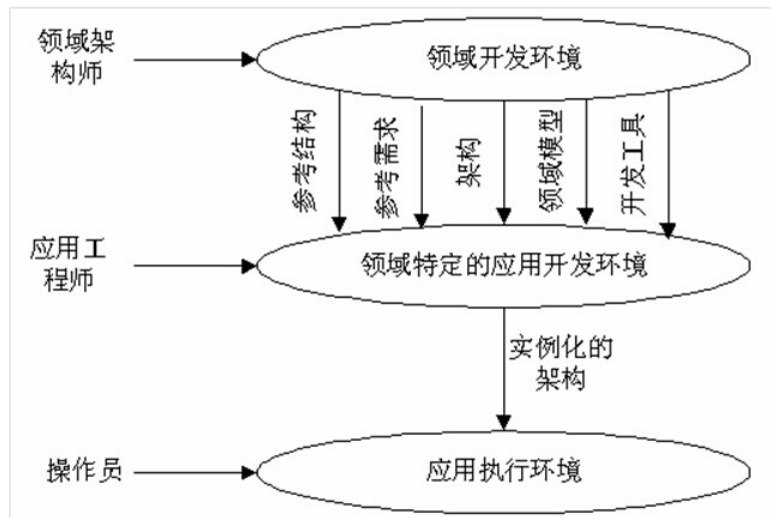 领域架
构师
领域开发环境
参考结构
参考需求
架构
领域模型
开发工具
应用工
程师
领域特定的应用开发环境
实例化的
架构
操作员
应用执行环境